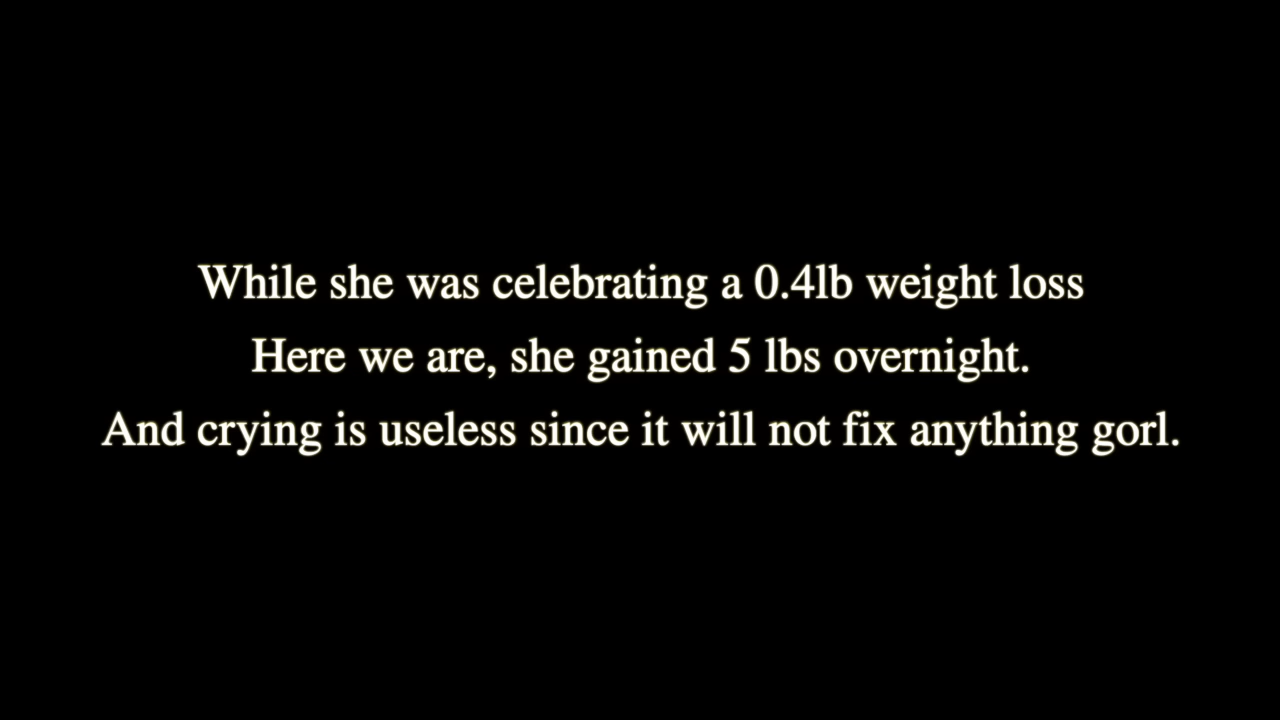 While she was celebrating a 0.4lb weight loss
Here we are, she gained 5 lbs overnight.
And crying is useless since it will not fix anything gorl.